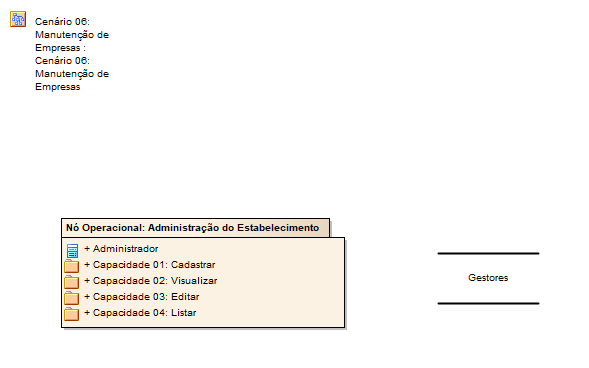 Cenário 06:
Manutenção de
Empresas :
Cenário 06:
Manutenção de
Empresas
Nó Operacional: Administração do Estabelecimento
+ Administrador
+ Capacidade 01: Cadastrar
+ Capacidade 02: Visualizar
+ Capacidade 03: Editar
+ Capacidade 04: Listar
Gestores